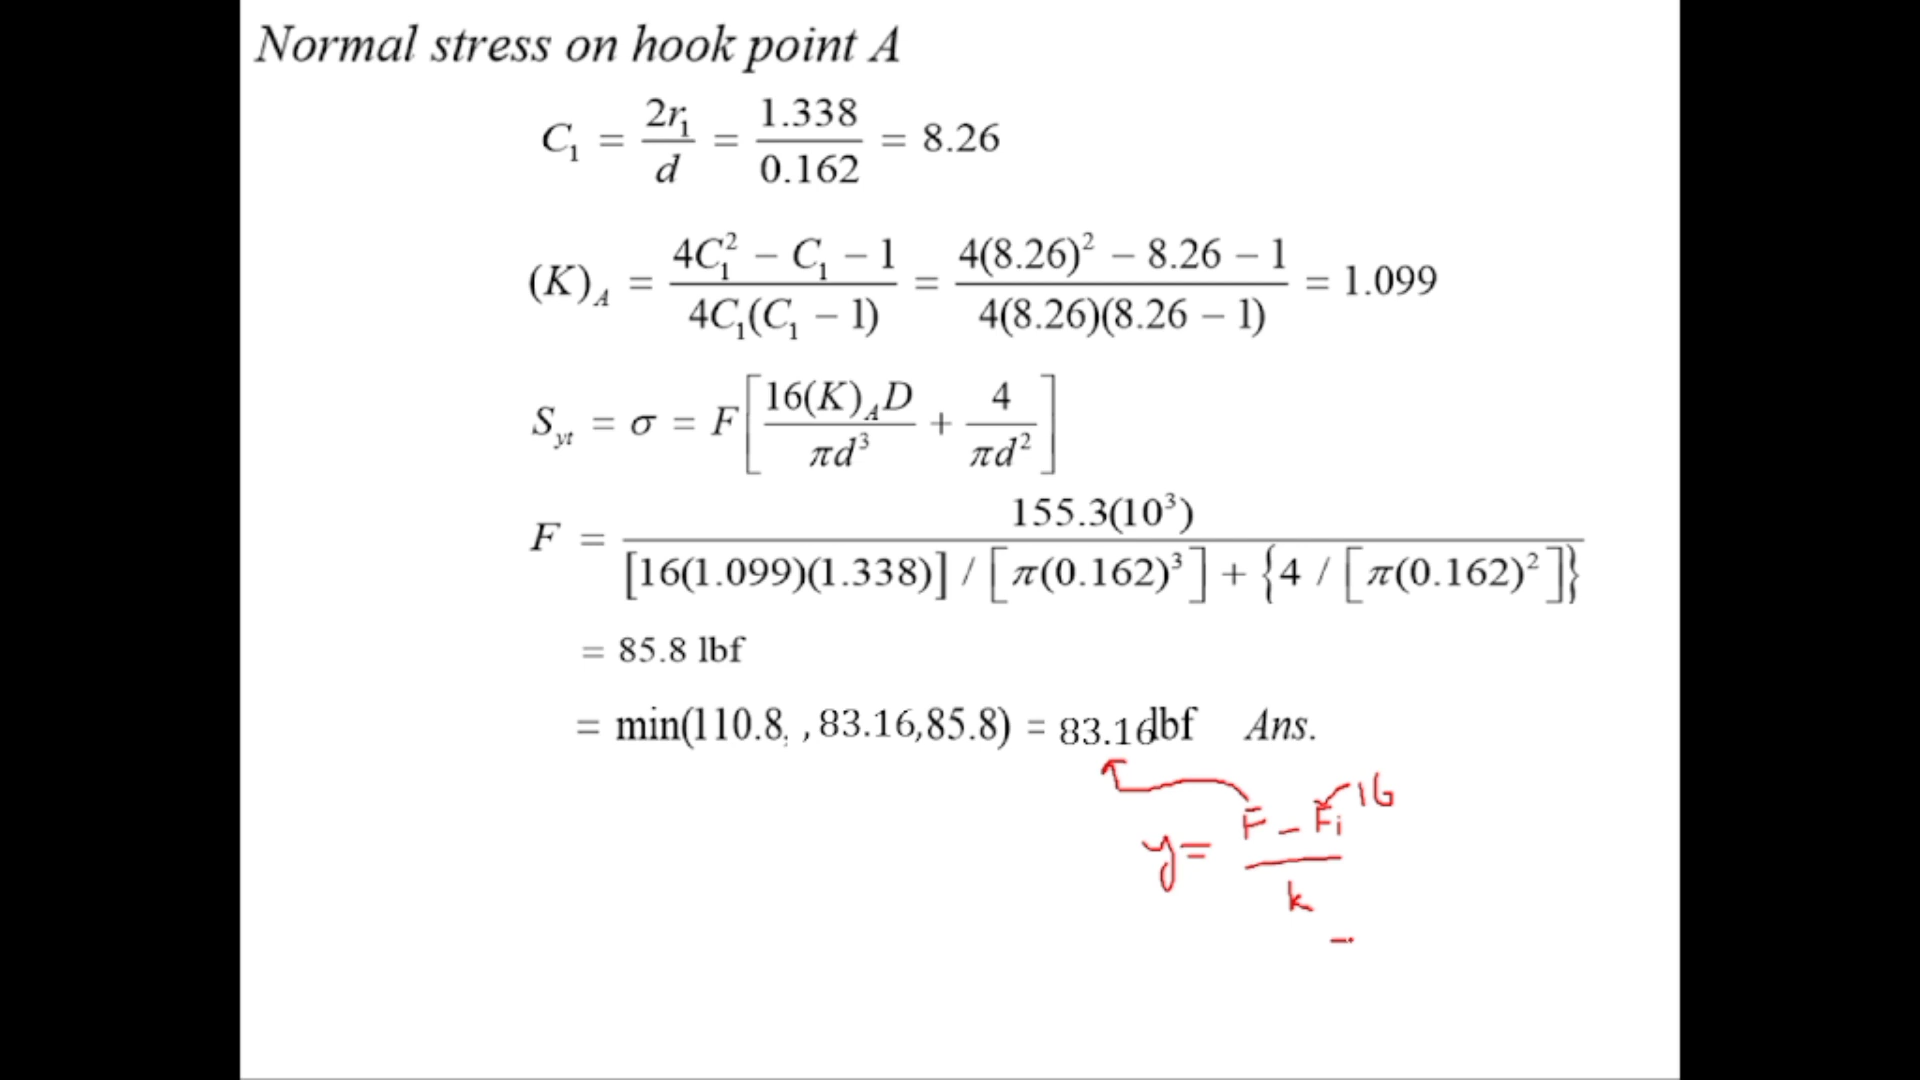 Normal stress on hook point A
C₁ = 2r₁ / d = 1.338 / 0.162 = 8.26
(K)_A = (4C₁² − C₁ − 1) / (4C₁(C₁ − 1)) = (4(8.26)² − 8.26 − 1) / (4(8.26)(8.26 − 1)) = 1.099
S_yt = σ = F[16(K)_A D / πd³ + 4 / πd²]
F = 155.3(10³) / [16(1.099)(1.338)] / [π(0.162)³] + {4 / [π(0.162)²]}
= 85.8 lbf
= min(110.8, , 83.16,85.8) = 83.16lbf Ans.
16
y = (F − Fi) / k